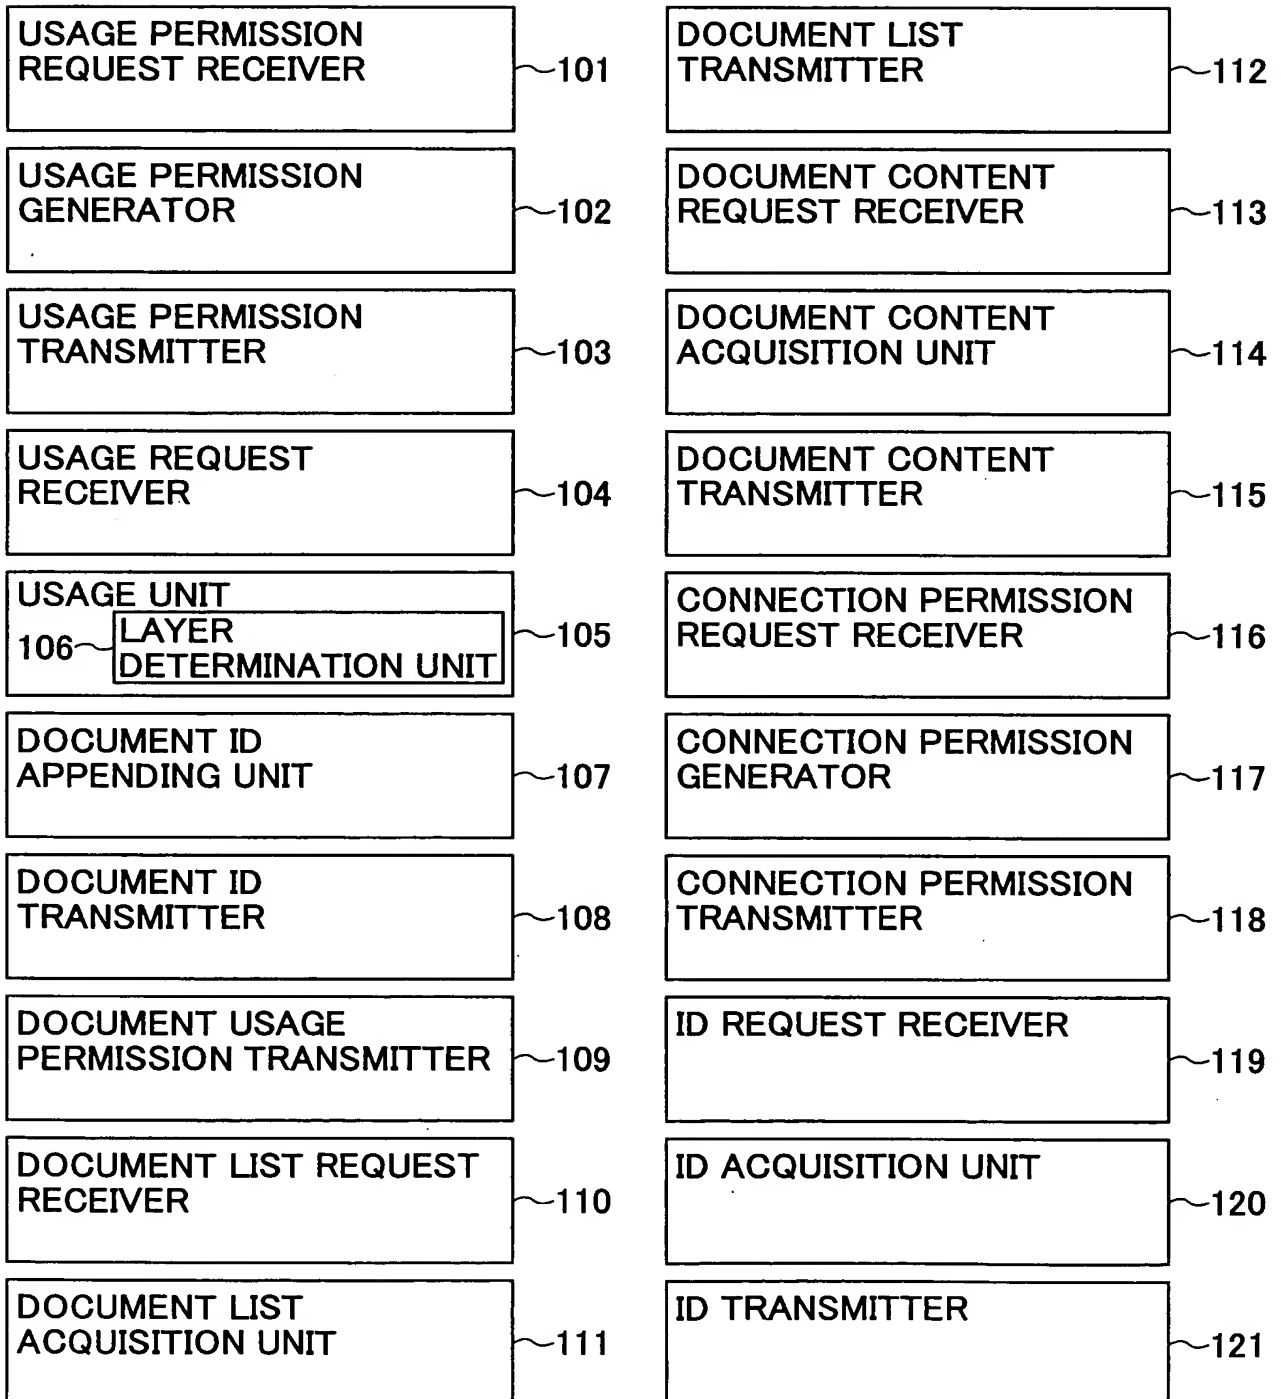 USAGE PERMISSION
REQUEST RECEIVER
101
USAGE PERMISSION
GENERATOR
102
USAGE PERMISSION
TRANSMITTER
103
USAGE REQUEST
RECEIVER
104
USAGE UNIT
106
LAYER
DETERMINATION UNIT
105
DOCUMENT ID
APPENDING UNIT
107
DOCUMENT ID
TRANSMITTER
108
DOCUMENT USAGE
PERMISSION TRANSMITTER
109
DOCUMENT LIST REQUEST
RECEIVER
110
DOCUMENT LIST
ACQUISITION UNIT
111
DOCUMENT LIST
TRANSMITTER
112
DOCUMENT CONTENT
REQUEST RECEIVER
113
DOCUMENT CONTENT
ACQUISITION UNIT
114
DOCUMENT CONTENT
TRANSMITTER
115
CONNECTION PERMISSION
REQUEST RECEIVER
116
CONNECTION PERMISSION
GENERATOR
117
CONNECTION PERMISSION
TRANSMITTER
118
ID REQUEST RECEIVER
119
ID ACQUISITION UNIT
120
ID TRANSMITTER
121